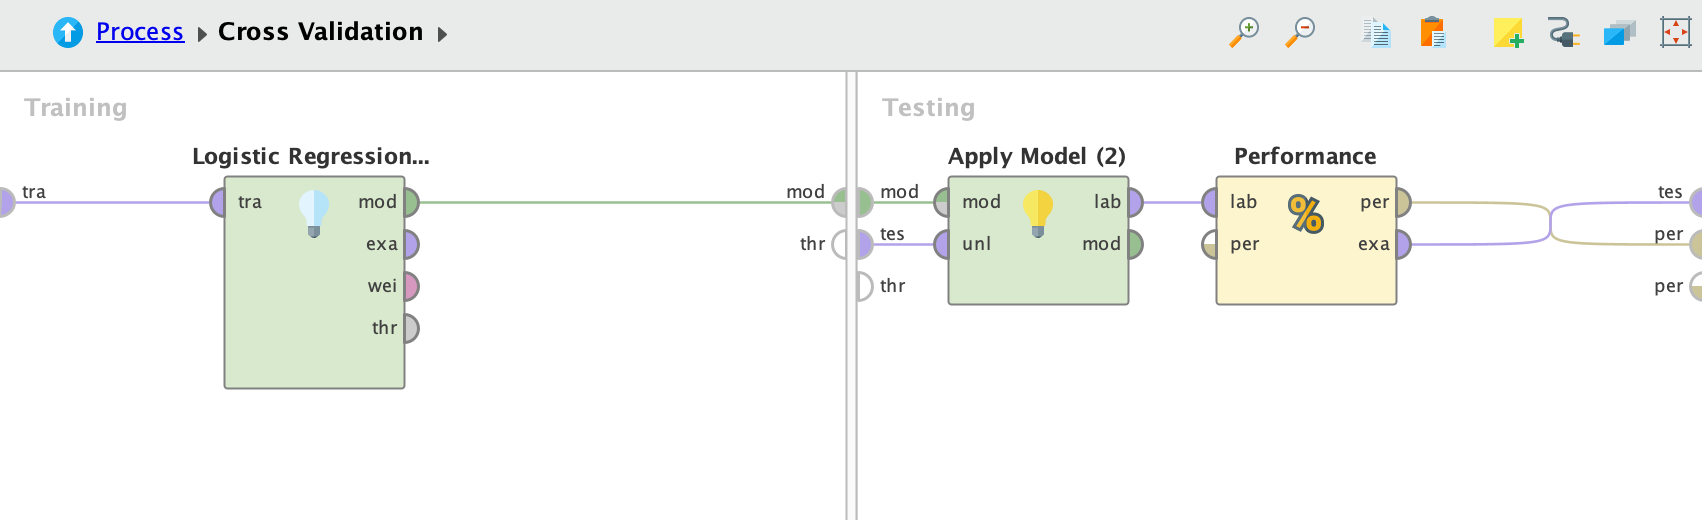 Process Cross Validation
Training
Testing
Logistic Regression...
Apply Model (2)
Performance
tra
tra
mod
exa
wei
thr
mod
thr
mod
tes
thr
mod
unl
lab
mod
lab
per
per
exa
tes
per
per
%